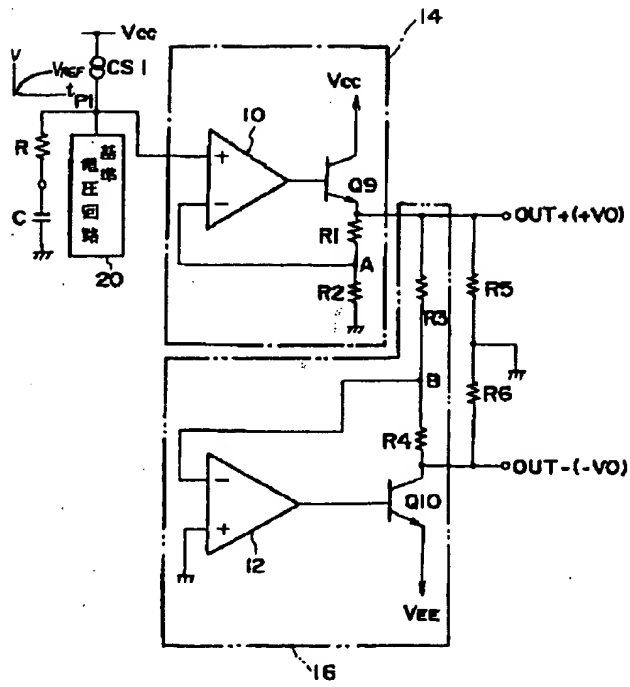 14
Vcc
V
VREF
CS1
t
P1
Vcc
10
R
+
Q9
基準
電圧回路
−
OUT+(+VO)
C
R1
A
20
R2
R3
R5
B
R6
R4
OUT-(-VO)
−
Q10
+
12
VEE
16